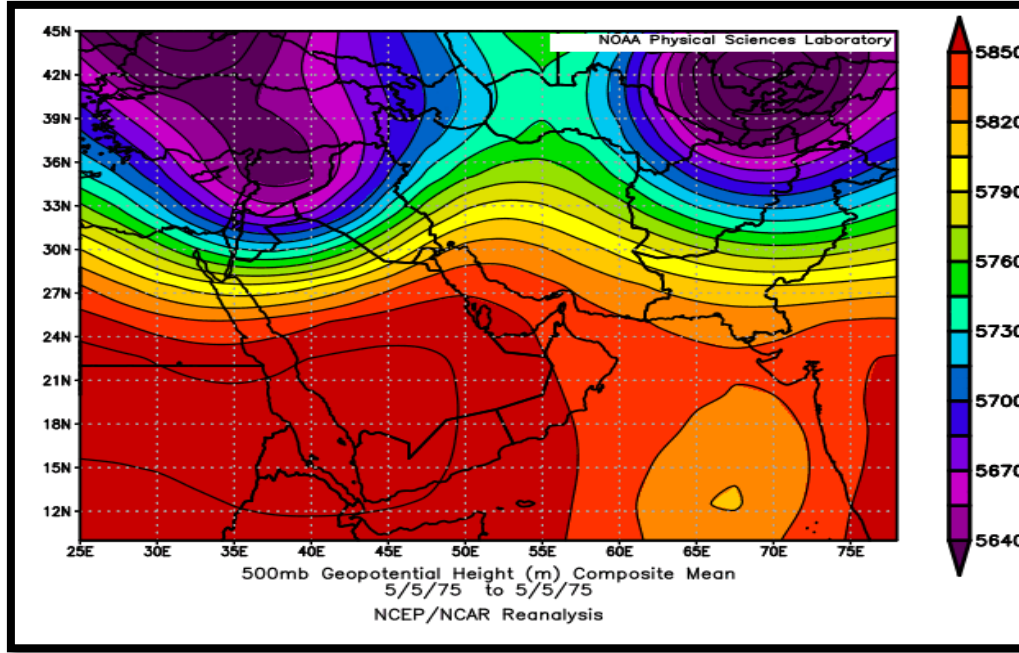 45N
NOAA Physical Sciences Laboratory
42N
39N
36N
33N
30N
27N
24N
21N
18N
15N
12N
25E 30E 35E 40E 45E 50E 55E 60E 65E 70E 75E
500mb Geopotential Height (m) Composite Mean
5/5/75 to 5/5/75
NCEP/NCAR Reanalysis
5850
5820
5790
5760
5730
5700
5670
5640